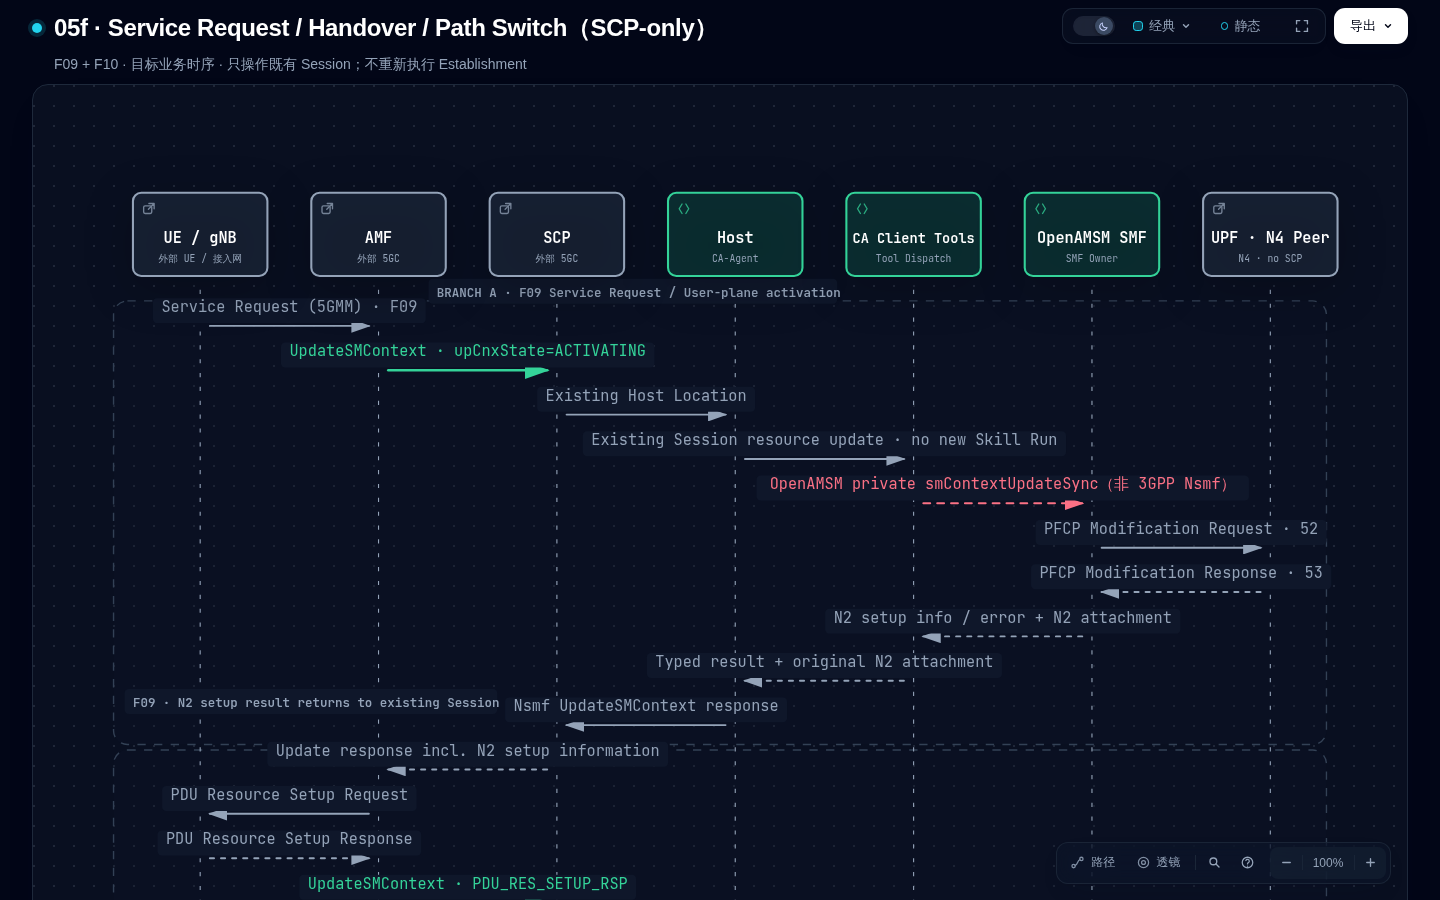 05f · Service Request / Handover / Path Switch（SCP-only）
经典
静态
导出
F09 + F10 · 目标业务时序 · 只操作既有 Session；不重新执行 Establishment
UE / gNB
外部 UE / 接入网
AMF
外部 5GC
SCP
外部 5GC
Host
CA-Agent
CA Client Tools
Tool Dispatch
OpenAMSM SMF
SMF Owner
UPF · N4 Peer
N4 · no SCP
BRANCH A · F09 Service Request / User-plane activation
Service Request (5GMM) · F09
UpdateSMContext · upCnxState=ACTIVATING
Existing Host Location
Existing Session resource update · no new Skill Run
OpenAMSM private smContextUpdateSync（非 3GPP Nsmf）
PFCP Modification Request · 52
PFCP Modification Response · 53
N2 setup info / error + N2 attachment
Typed result + original N2 attachment
F09 · N2 setup result returns to existing Session
Nsmf UpdateSMContext response
Update response incl. N2 setup information
PDU Resource Setup Request
PDU Resource Setup Response
UpdateSMContext · PDU_RES_SETUP_RSP
路径
透镜
100%